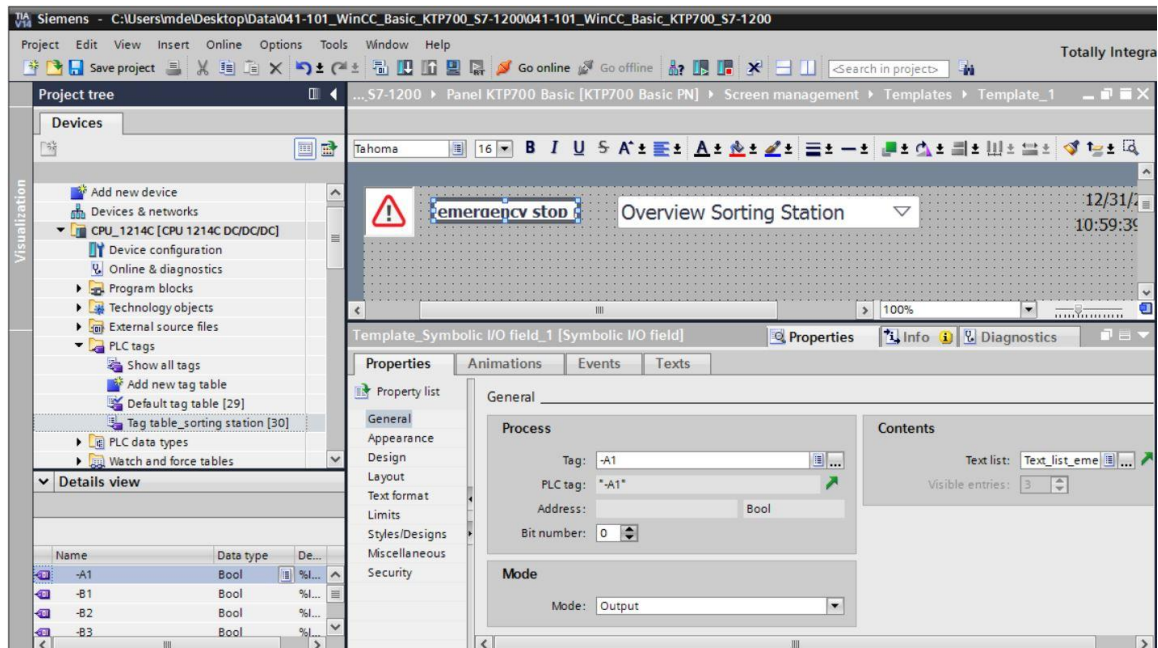 Siemens - C:\Users\mde\Desktop\Data\041-101_WinCC_Basic_KTP700_S7-1200\041-101_WinCC_Basic_KTP700_S7-1200
Project Edit View Insert Online Options Tools Window Help
Totally Integra
Save project Go online Go offline <Search in project>
Project tree
...S7-1200 Panel KTP700 Basic [KTP700 Basic PN] Screen management Templates Template_1
Devices
Tahoma 16 B I U S A A
Visualization
Add new device
Devices & networks
CPU_1214C [CPU 1214C DC/DC/DC]
Device configuration
Online & diagnostics
Program blocks
Technology objects
External source files
PLC tags
Show all tags
Add new tag table
Default tag table [29]
Tag table_sorting station [30]
PLC data types
Watch and force tables
emergency stop
Overview Sorting Station
12/31/
10:59:39
100%
Template_Symbolic I/O field_1 [Symbolic I/O field]
Properties Info Diagnostics
Properties Animations Events Texts
Property list
General
Appearance
Design
Layout
Text format
Limits
Styles/Designs
Miscellaneous
Security
General
Process
Tag: -A1
PLC tag: "-A1"
Address: Bool
Bit number: 0
Mode
Mode: Output
Contents
Text list: Text_list_eme
Visible entries: 3
Details view
Name Data type De...
-A1 Bool %I...
-B1 Bool %I...
-B2 Bool %I...
-B3 Bool %I...